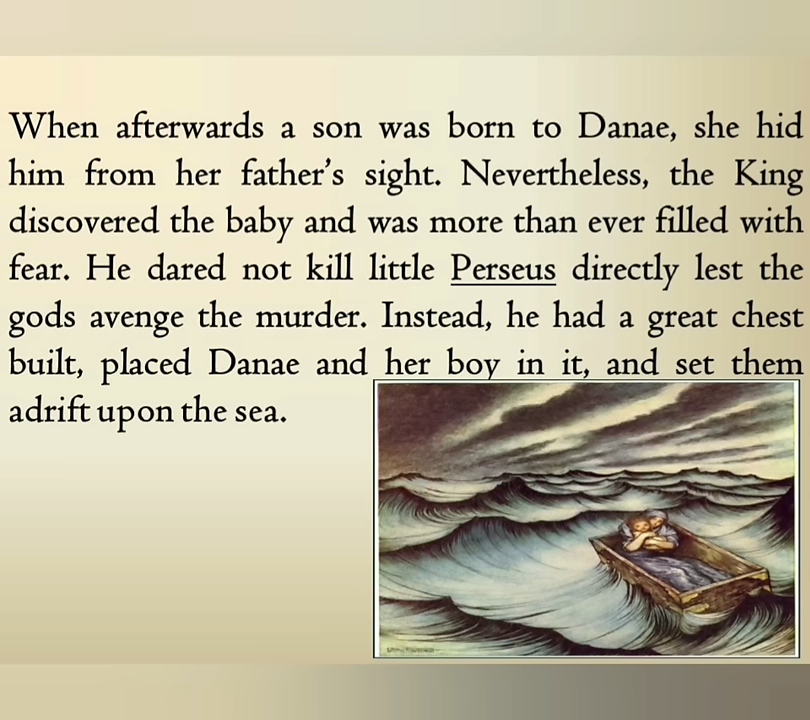 When afterwards a son was born to Danae, she hid
him from her father's sight. Nevertheless, the King
discovered the baby and was more than ever filled with
fear. He dared not kill little Perseus directly lest the
gods avenge the murder. Instead, he had a great chest
built, placed Danae and her boy in it, and set them
adrift upon the sea.